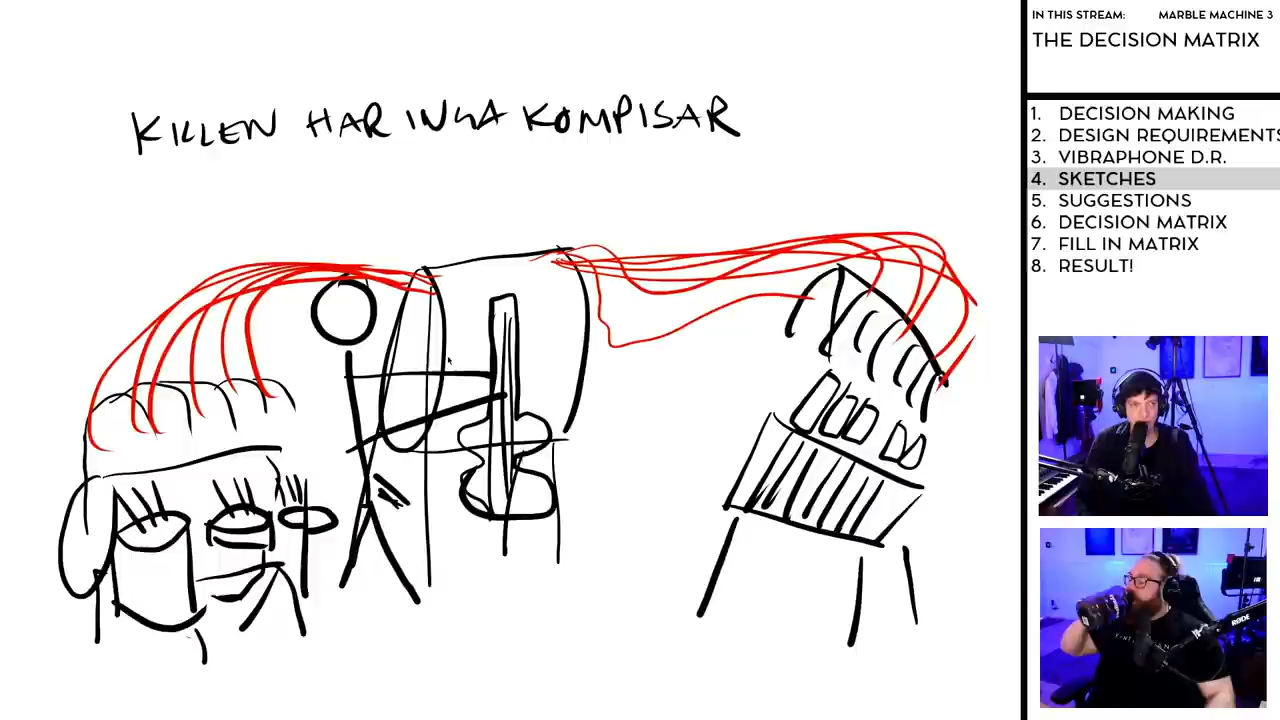 KILLEN HAR INGA KOMPISAR
IN THIS STREAM: MARBLE MACHINE 3
THE DECISION MATRIX
1. DECISION MAKING
2. DESIGN REQUIREMENTS
3. VIBRAPHONE D.R.
4. SKETCHES
5. SUGGESTIONS
6. DECISION MATRIX
7. FILL IN MATRIX
8. RESULT!
RODE